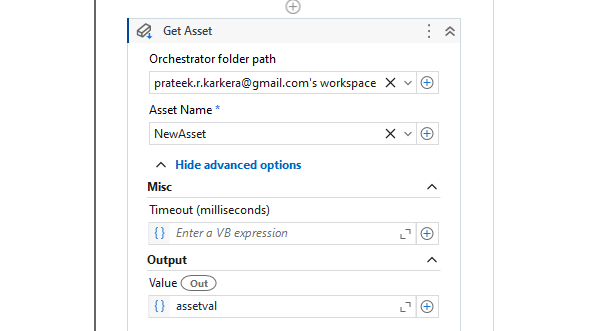 Get Asset
Orchestrator folder path
prateek.r.karkera@gmail.com's workspace
Asset Name *
NewAsset
Hide advanced options
Misc
Timeout (milliseconds)
{} Enter a VB expression
Output
Value Out
{} assetval